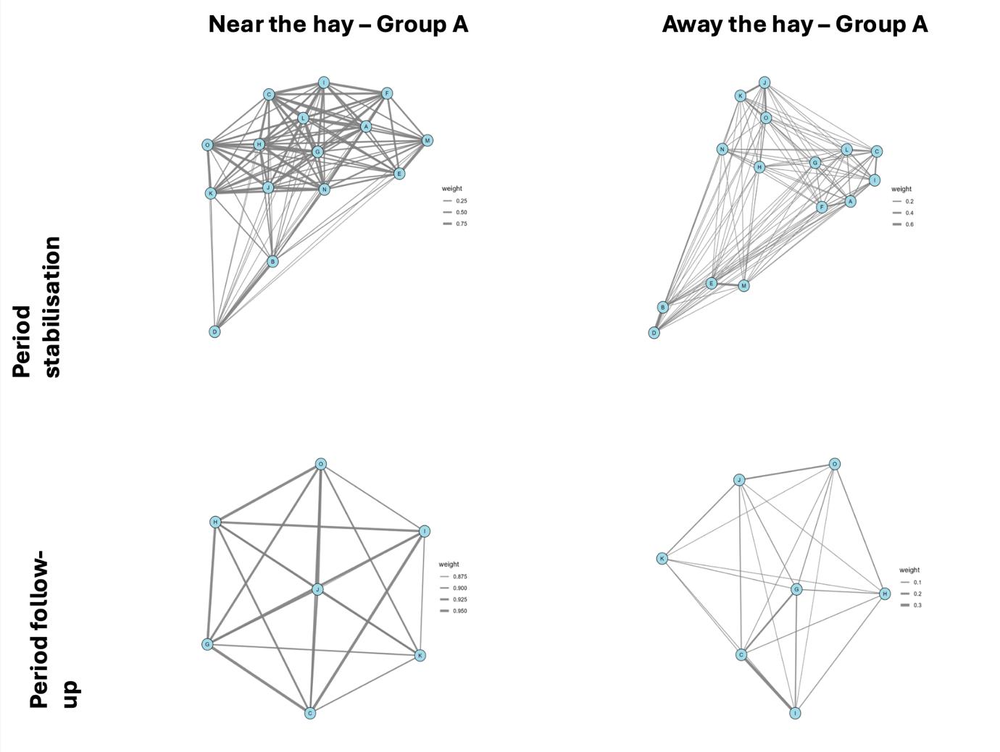 Near the hay – Group A
Away the hay – Group A
Period
stabilisation
I
C
F
L
A
M
O
H
G
E
K
J
N
B
D
weight
0.25
0.50
0.75
J
K
O
N
L
C
G
H
I
A
F
E
M
B
D
weight
0.2
0.4
0.6
Period follow-
up
O
H
I
J
G
K
C
weight
0.875
0.900
0.925
0.950
O
J
K
G
H
C
I
weight
0.1
0.2
0.3